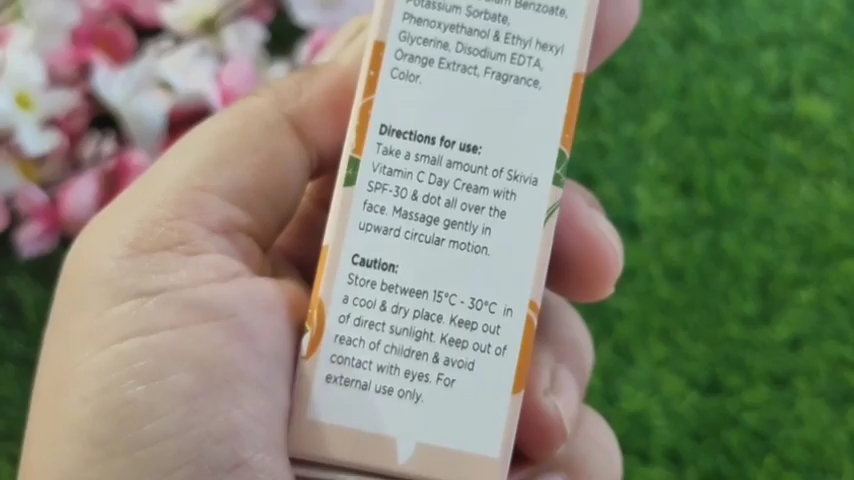 Benzoate,
Potassium Sorbate,
Phenoxyethanol & Ethyl hexyl
Glycerine, Disodium EDTA,
Orange Extract, Fragrance,
Color.
Directions for use:
Take a small amount of Skivia
Vitamin C Day Cream with
SPF-30 & dot all over the
face. Massage gently in
upward circular motion.
Caution:
Store between 15°C - 30°C in
a cool & dry place. Keep out
of direct sunlight. Keep out of
reach of children & avoid
contact with eyes. For
external use only.